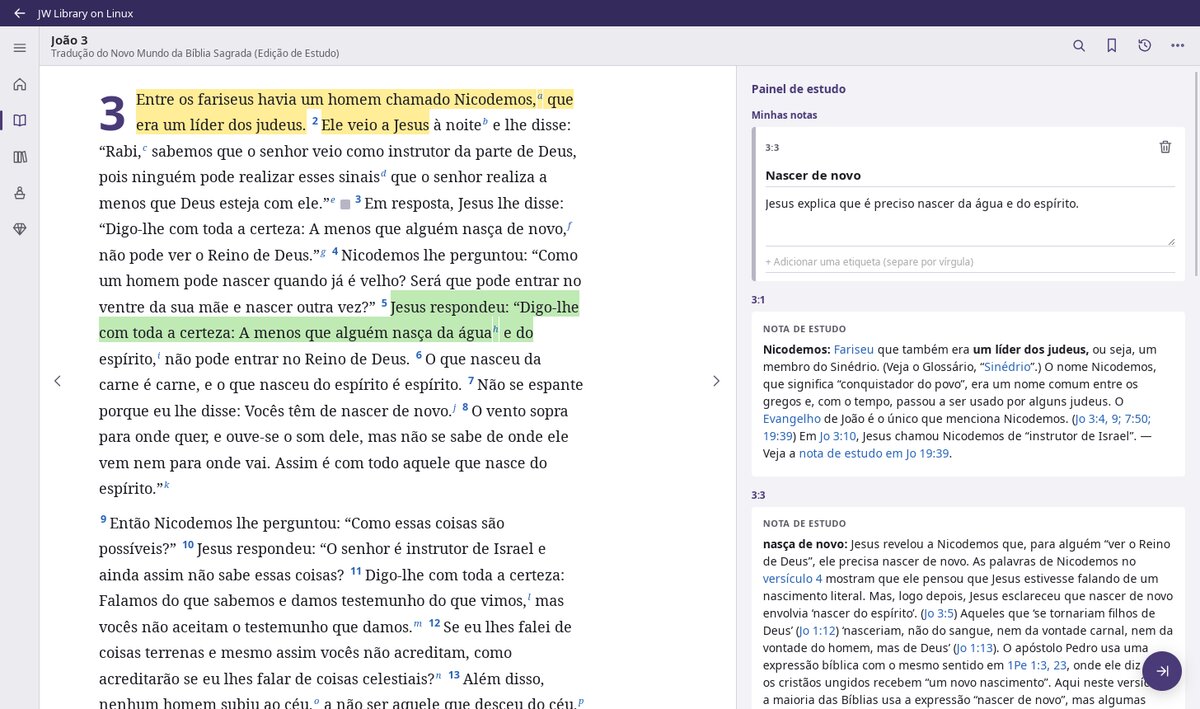 JW Library on Linux
João 3
Tradução do Novo Mundo da Bíblia Sagrada (Edição de Estudo)
3 Entre os fariseus havia um homem chamado Nicodemos,a que
era um líder dos judeus. 2 Ele veio a Jesus à noiteb e lhe disse:
“Rabi,c sabemos que o senhor veio como instrutor da parte de Deus,
pois ninguém pode realizar esses sinaisd que o senhor realiza a
menos que Deus esteja com ele.”e 3 Em resposta, Jesus lhe disse:
“Digo-lhe com toda a certeza: A menos que alguém nasça de novo,f
não pode ver o Reino de Deus.”g 4 Nicodemos lhe perguntou: “Como
um homem pode nascer quando já é velho? Será que pode entrar no
ventre da sua mãe e nascer outra vez?” 5 Jesus respondeu: “Digo-lhe
com toda a certeza: A menos que alguém nasça da águah e do
espírito,i não pode entrar no Reino de Deus. 6 O que nasceu da
carne é carne, e o que nasceu do espírito é espírito. 7 Não se espante
porque eu lhe disse: Vocês têm de nascer de novo.j 8 O vento sopra
para onde quer, e ouve-se o som dele, mas não se sabe de onde ele
vem nem para onde vai. Assim é com todo aquele que nasce do
espírito.”k
9 Então Nicodemos lhe perguntou: “Como essas coisas são
possíveis?” 10 Jesus respondeu: “O senhor é instrutor de Israel e
ainda assim não sabe essas coisas? 11 Digo-lhe com toda a certeza:
Falamos do que sabemos e damos testemunho do que vimos,l mas
vocês não aceitam o testemunho que damos.m 12 Se eu lhes falei de
coisas terrenas e mesmo assim vocês não acreditam, como
acreditarão se eu lhes falar de coisas celestiais?n 13 Além disso,
nenhum homem subiu ao céu,o a não ser aquele que desceu do céu,p
Painel de estudo
Minhas notas
3:3
Nascer de novo
Jesus explica que é preciso nascer da água e do espírito.
+ Adicionar uma etiqueta (separe por vírgula)
3:1
NOTA DE ESTUDO
Nicodemos: Fariseu que também era um líder dos judeus, ou seja, um
membro do Sinédrio. (Veja o Glossário, “Sinédrio”.) O nome Nicodemos,
que significa “conquistador do povo”, era um nome comum entre os
gregos e, com o tempo, passou a ser usado por alguns judeus. O
Evangelho de João é o único que menciona Nicodemos. (Jo 3:4, 9; 7:50;
19:39) Em Jo 3:10, Jesus chamou Nicodemos de “instrutor de Israel”. —
Veja a nota de estudo em Jo 19:39.
3:3
NOTA DE ESTUDO
nasça de novo: Jesus revelou a Nicodemos que, para alguém “ver o Reino
de Deus”, ele precisa nascer de novo. As palavras de Nicodemos no
versículo 4 mostram que ele pensou que Jesus estivesse falando de um
nascimento literal. Mas, logo depois, Jesus esclareceu que nascer de novo
envolvia ‘nascer do espírito’. (Jo 3:5) Aqueles que ‘se tornariam filhos de
Deus’ (Jo 1:12) ‘nasceriam, não do sangue, nem da vontade carnal, nem da
vontade do homem, mas de Deus’ (Jo 1:13). O apóstolo Pedro usa uma
expressão bíblica com o mesmo sentido em 1Pe 1:3, 23, onde ele diz
os cristãos ungidos recebem “um novo nascimento”. Aqui neste
a maioria das Bíblias usa a expressão “nascer de novo”, mas algumas